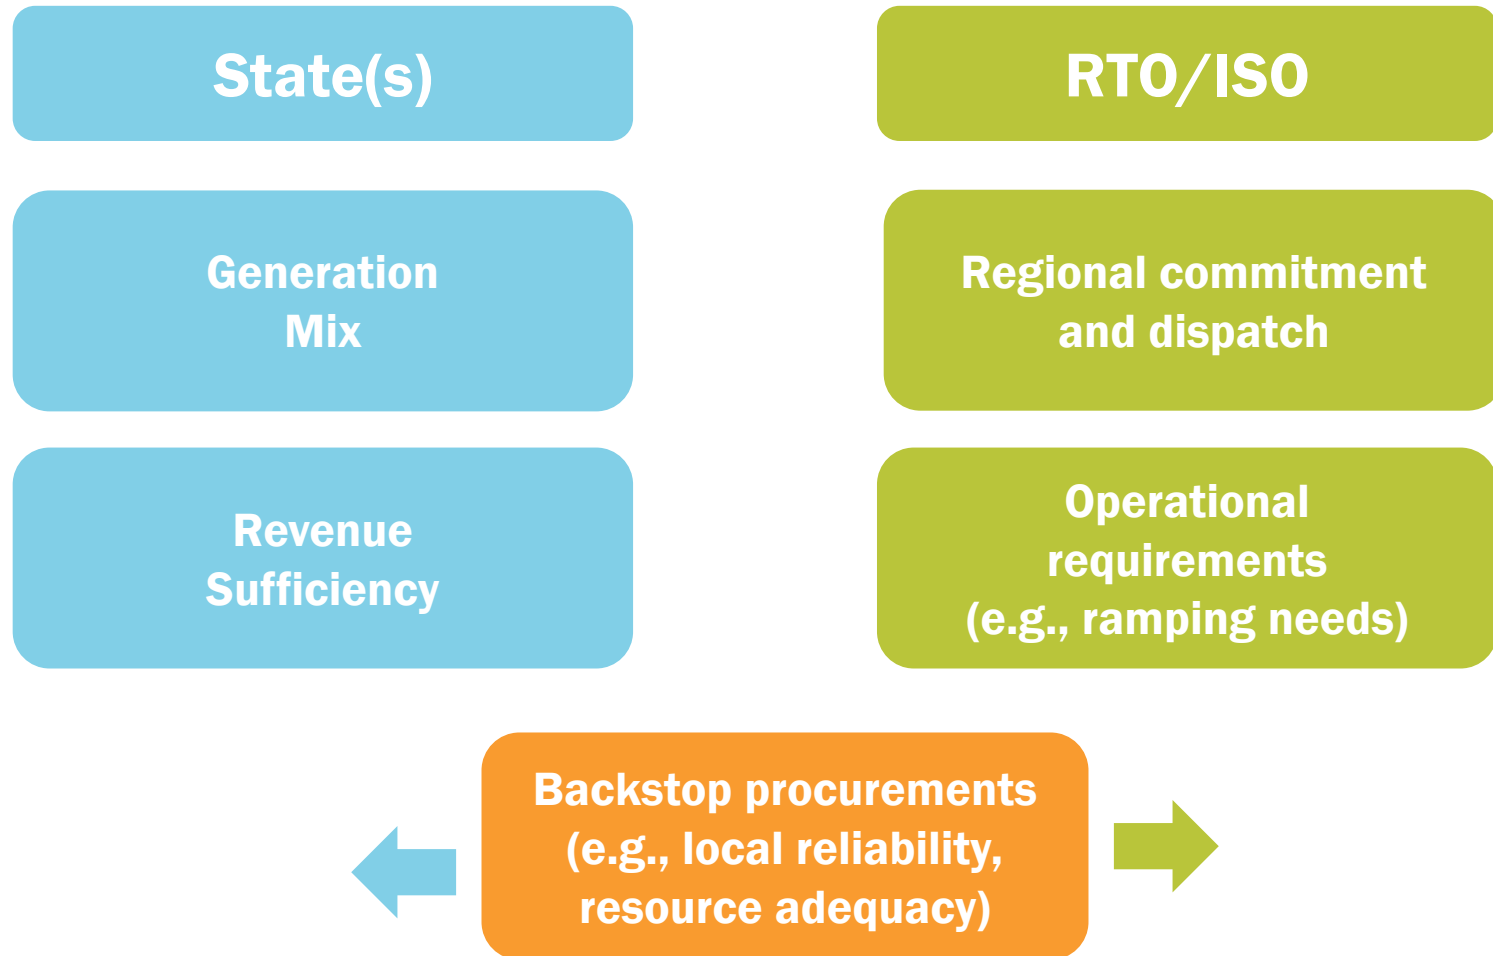 State(s)
RTO/ISO
Generation
Mix
Regional commitment
and dispatch
Revenue
Sufficiency
Operational
requirements
(e.g., ramping needs)
Backstop procurements
(e.g., local reliability,
resource adequacy)